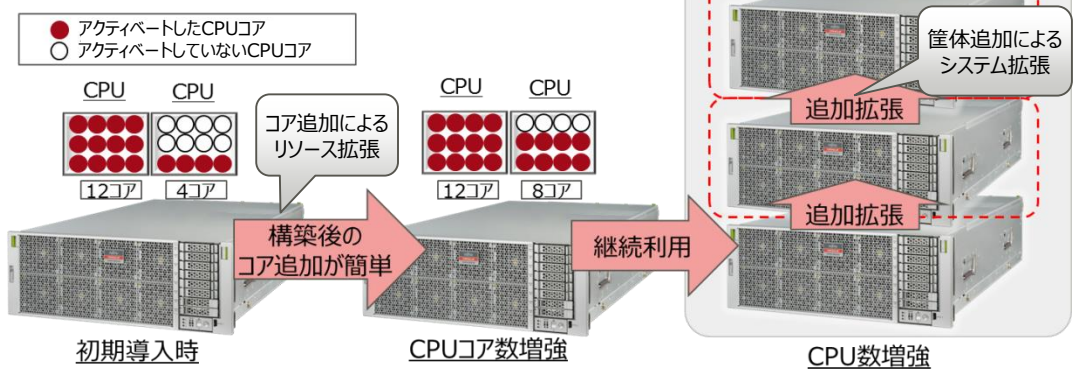 アクティベートしたCPUコア
アクティベートしていないCPUコア
CPU
CPU
12コア
4コア
コア追加による
リソース拡張
構築後の
コア追加が簡単
初期導入時
CPU
CPU
12コア
8コア
継続利用
CPUコア数増強
筐体追加による
システム拡張
追加拡張
追加拡張
CPU数増強